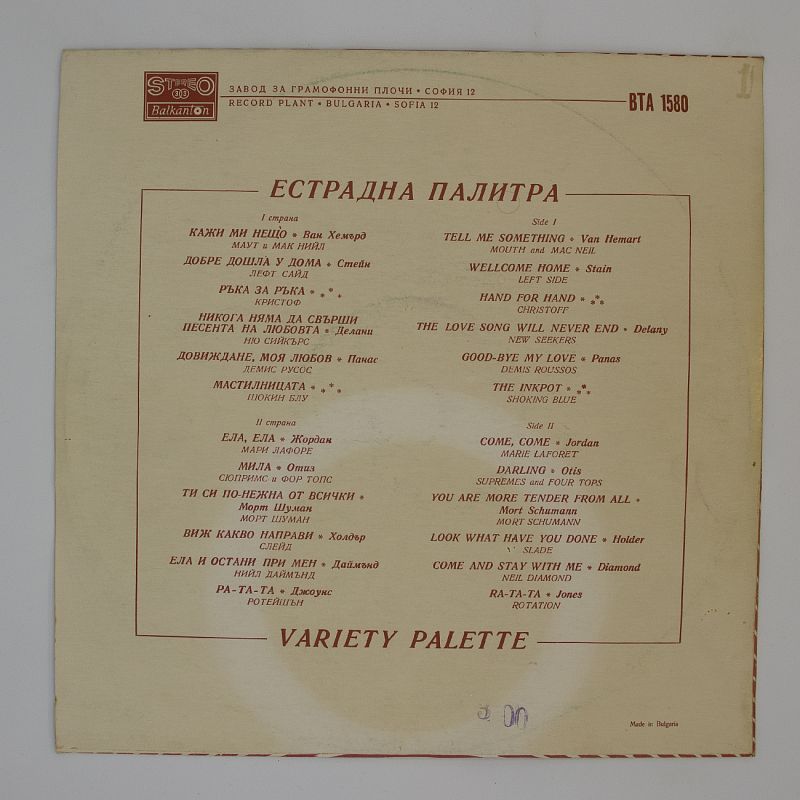 STEREO
33
Balkanton
ЗАВОД ЗА ГРАМОФОННИ ПЛОЧИ • СОФИЯ 12
RECORD PLANT • BULGARIA • SOFIA 12
ВТА 1580
1
ЕСТРАДНА ПАЛИТРА
I страна
КАЖИ МИ НЕЩО * Ван Хемърд
МАУТ и МАК НИЙЛ
ДОБРЕ ДОШЛА У ДОМА * Стейн
ЛЕФТ САЙД
РЪКА ЗА РЪКА * ***
КРИСТОФ
НИКОГА НЯМА ДА СВЪРШИ
ПЕСЕНТА НА ЛЮБОВТА * Делани
НЮ СИЙКЪРС
ДОВИЖДАНЕ, МОЯ ЛЮБОВ * Панас
ДЕМИС РУСОС
МАСТИЛНИЦАТА * ***
ШОКИН БЛУ
II страна
ЕЛА, ЕЛА * Жордан
МАРИ ЛАФОРЕ
МИЛА * Отиз
СЮПРИМС и ФОР ТОПС
ТИ СИ ПО-НЕЖНА ОТ ВСИЧКИ *
Морт Шуман
МОРТ ШУМАН
ВИЖ КАКВО НАПРАВИ * Холдър
СЛЕЙД
ЕЛА И ОСТАНИ ПРИ МЕН * Даймънд
НИЙЛ ДАЙМЪНД
РА-ТА-ТА * Джоунс
РОТЕЙШЪН
Side I
TELL ME SOMETHING * Van Hemart
MOUTH and MAC NEIL
WELLCOME HOME * Stain
LEFT SIDE
HAND FOR HAND * ***
CHRISTOFF
THE LOVE SONG WILL NEVER END * Delany
NEW SEEKERS
GOOD-BYE MY LOVE * Panas
DEMIS ROUSSOS
THE INKPOT * ***
SHOKING BLUE
Side II
COME, COME * Jordan
MARIE LAFORET
DARLING * Otis
SUPREMES and FOUR TOPS
YOU ARE MORE TENDER FROM ALL *
Mort Schumann
MORT SCHUMANN
LOOK WHAT HAVE YOU DONE * Holder
SLADE
COME AND STAY WITH ME * Diamond
NEIL DIAMOND
RA-TA-TA * Jones
ROTATION
VARIETY PALETTE
3 00
Made in Bulgaria